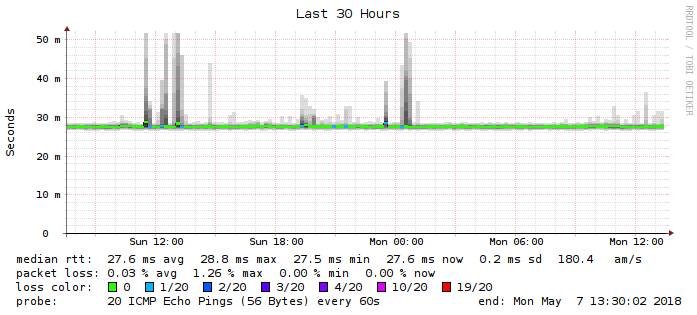 Last 30 Hours
RRDTOOL / TOBI OETIKER
Seconds
50 m
40 m
30 m
20 m
10 m
0
Sun 12:00 Sun 18:00 Mon 00:00 Mon 06:00 Mon 12:00
median rtt: 27.6 ms avg 28.8 ms max 27.5 ms min 27.6 ms now 0.2 ms sd 180.4 am/s
packet loss: 0.03 % avg 1.26 % max 0.00 % min 0.00 % now
loss color: 0 1/20 2/20 3/20 4/20 10/20 19/20
probe: 20 ICMP Echo Pings (56 Bytes) every 60s end: Mon May 7 13:30:02 2018